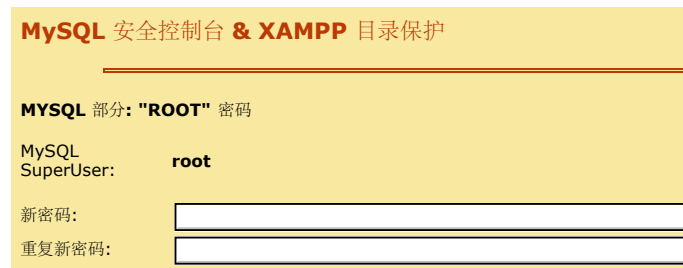 MySQL 安全控制台 & XAMPP 目录保护
MYSQL 部分: "ROOT" 密码
MySQL
SuperUser:
root
新密码:
重复新密码: